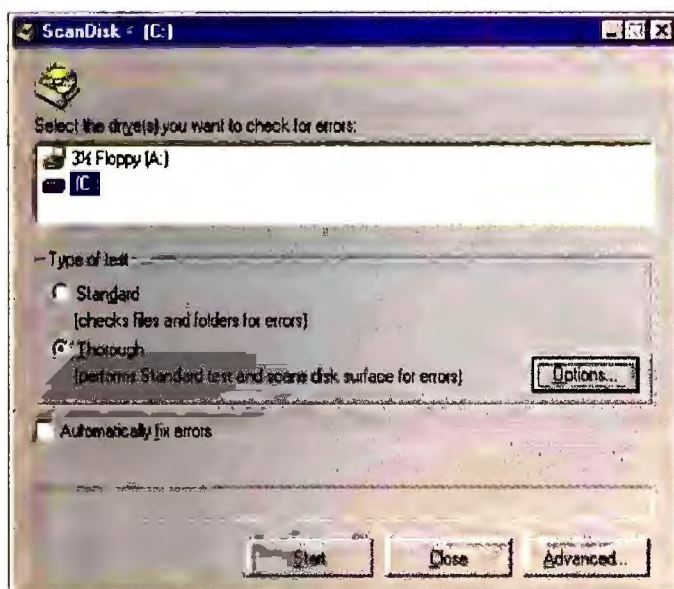 ScanDisk - (C:)
Select the drive(s) you want to check for errors:
3½ Floppy (A:)
(C:
Type of test
Standard
(checks files and folders for errors)
Thorough
(performs Standard test and scans disk surface for errors)
Options...
Automatically fix errors
Start Close Advanced...